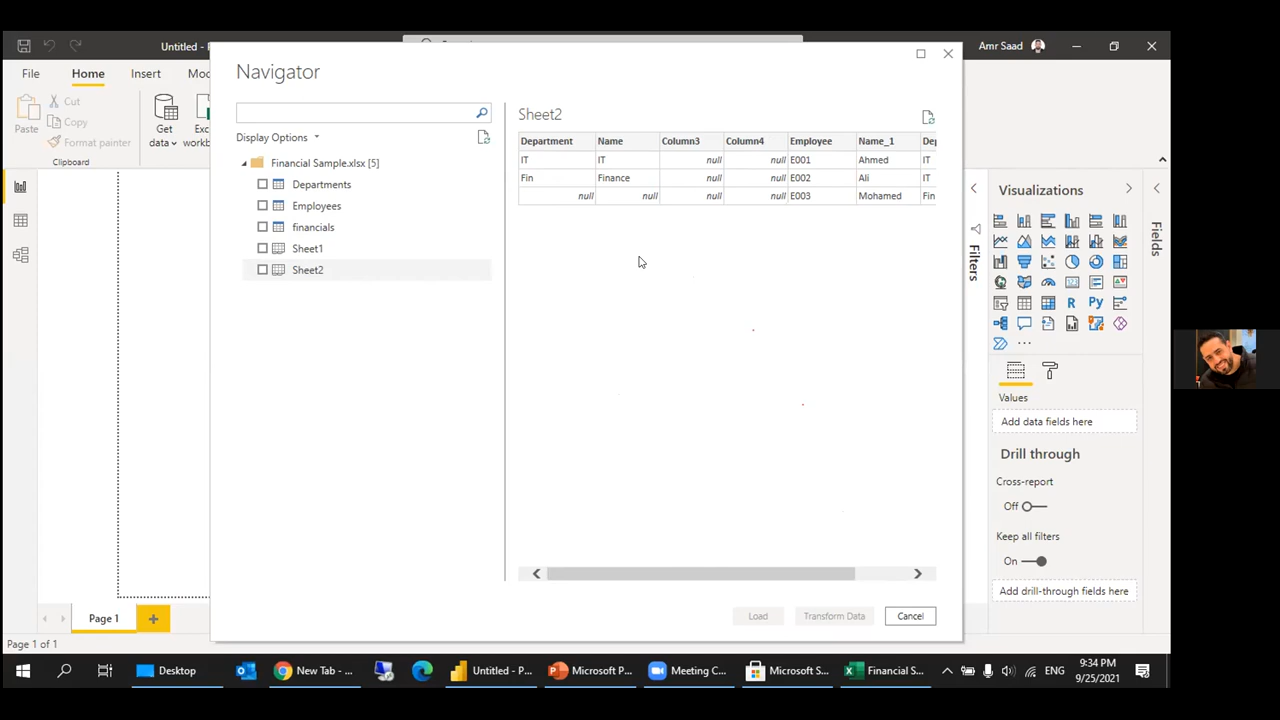 Untitled - P
Amr Saad
File
Home
Insert
Mo
Cut
Copy
Format painter
Paste
Clipboard
Get
data
Exc
workb
Navigator
Display Options
Financial Sample.xlsx [5]
Departments
Employees
financials
Sheet1
Sheet2
Sheet2
Department Name Column3 Column4 Employee Name_1 Dep
IT IT null null E001 Ahmed IT
Fin Finance null null E002 Ali IT
null null null null E003 Mohamed Fin
Load
Transform Data
Cancel
Filters
Visualizations
Fields
R
Py
Values
Add data fields here
Drill through
Cross-report
Off
Keep all filters
On
Add drill-through fields here
Page 1
Page 1 of 1
Desktop
New Tab - ...
Untitled - P...
Microsoft P...
Meeting C...
Microsoft S...
Financial S...
ENG
9:34 PM
9/25/2021